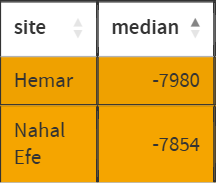 site median
Hemar -7980
Nahal
Efe -7854